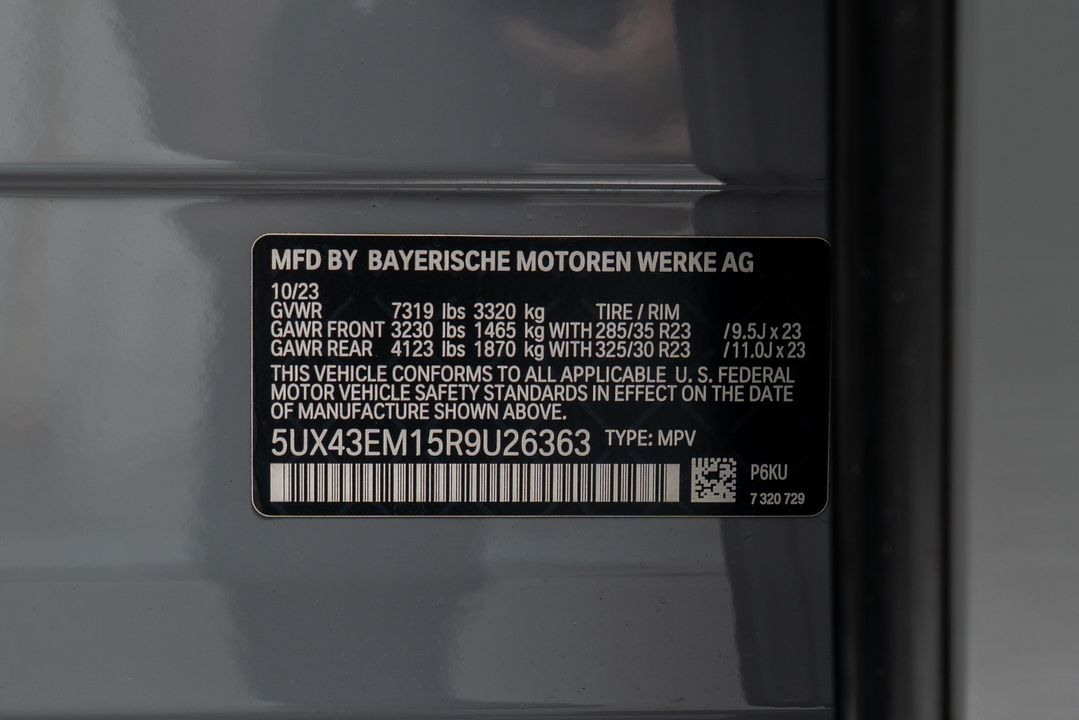 MFD BY BAYERISCHE MOTOREN WERKE AG
10/23
GVWR 7319 lbs 3320 kg TIRE / RIM
GAWR FRONT 3230 lbs 1465 kg WITH 285/35 R23 /9.5J x 23
GAWR REAR 4123 lbs 1870 kg WITH 325/30 R23 /11.0J x 23
THIS VEHICLE CONFORMS TO ALL APPLICABLE U. S. FEDERAL
MOTOR VEHICLE SAFETY STANDARDS IN EFFECT ON THE DATE
OF MANUFACTURE SHOWN ABOVE.
5UX43EM15R9U26363 TYPE: MPV
P6KU
7 320 729